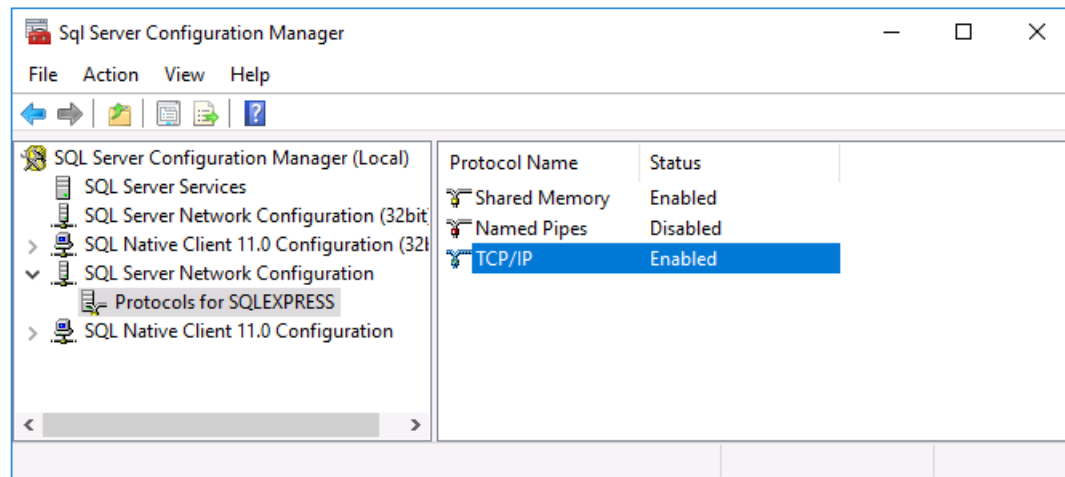 Sql Server Configuration Manager
File Action View Help
SQL Server Configuration Manager (Local)
SQL Server Services
SQL Server Network Configuration (32bit
SQL Native Client 11.0 Configuration (32
SQL Server Network Configuration
Protocols for SQLEXPRESS
SQL Native Client 11.0 Configuration
Protocol Name Status
Shared Memory Enabled
Named Pipes Disabled
TCP/IP Enabled